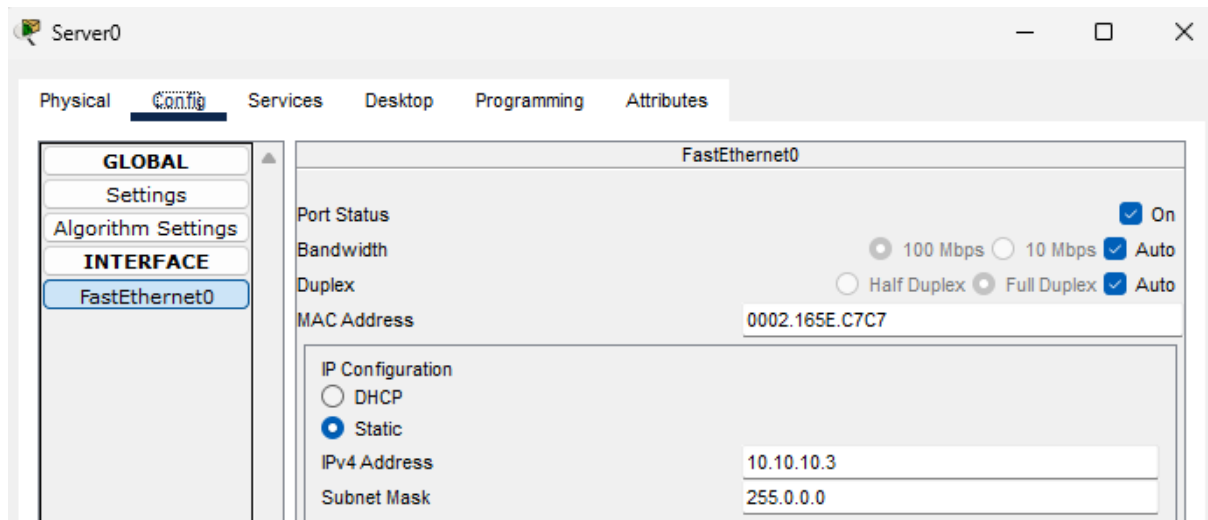 Server0
Physical Config Services Desktop Programming Attributes
GLOBAL
Settings
Algorithm Settings
INTERFACE
FastEthernet0
FastEthernet0
Port Status On
Bandwidth 100 Mbps 10 Mbps Auto
Duplex Half Duplex Full Duplex Auto
MAC Address 0002.165E.C7C7
IP Configuration
DHCP
Static
IPv4 Address 10.10.10.3
Subnet Mask 255.0.0.0